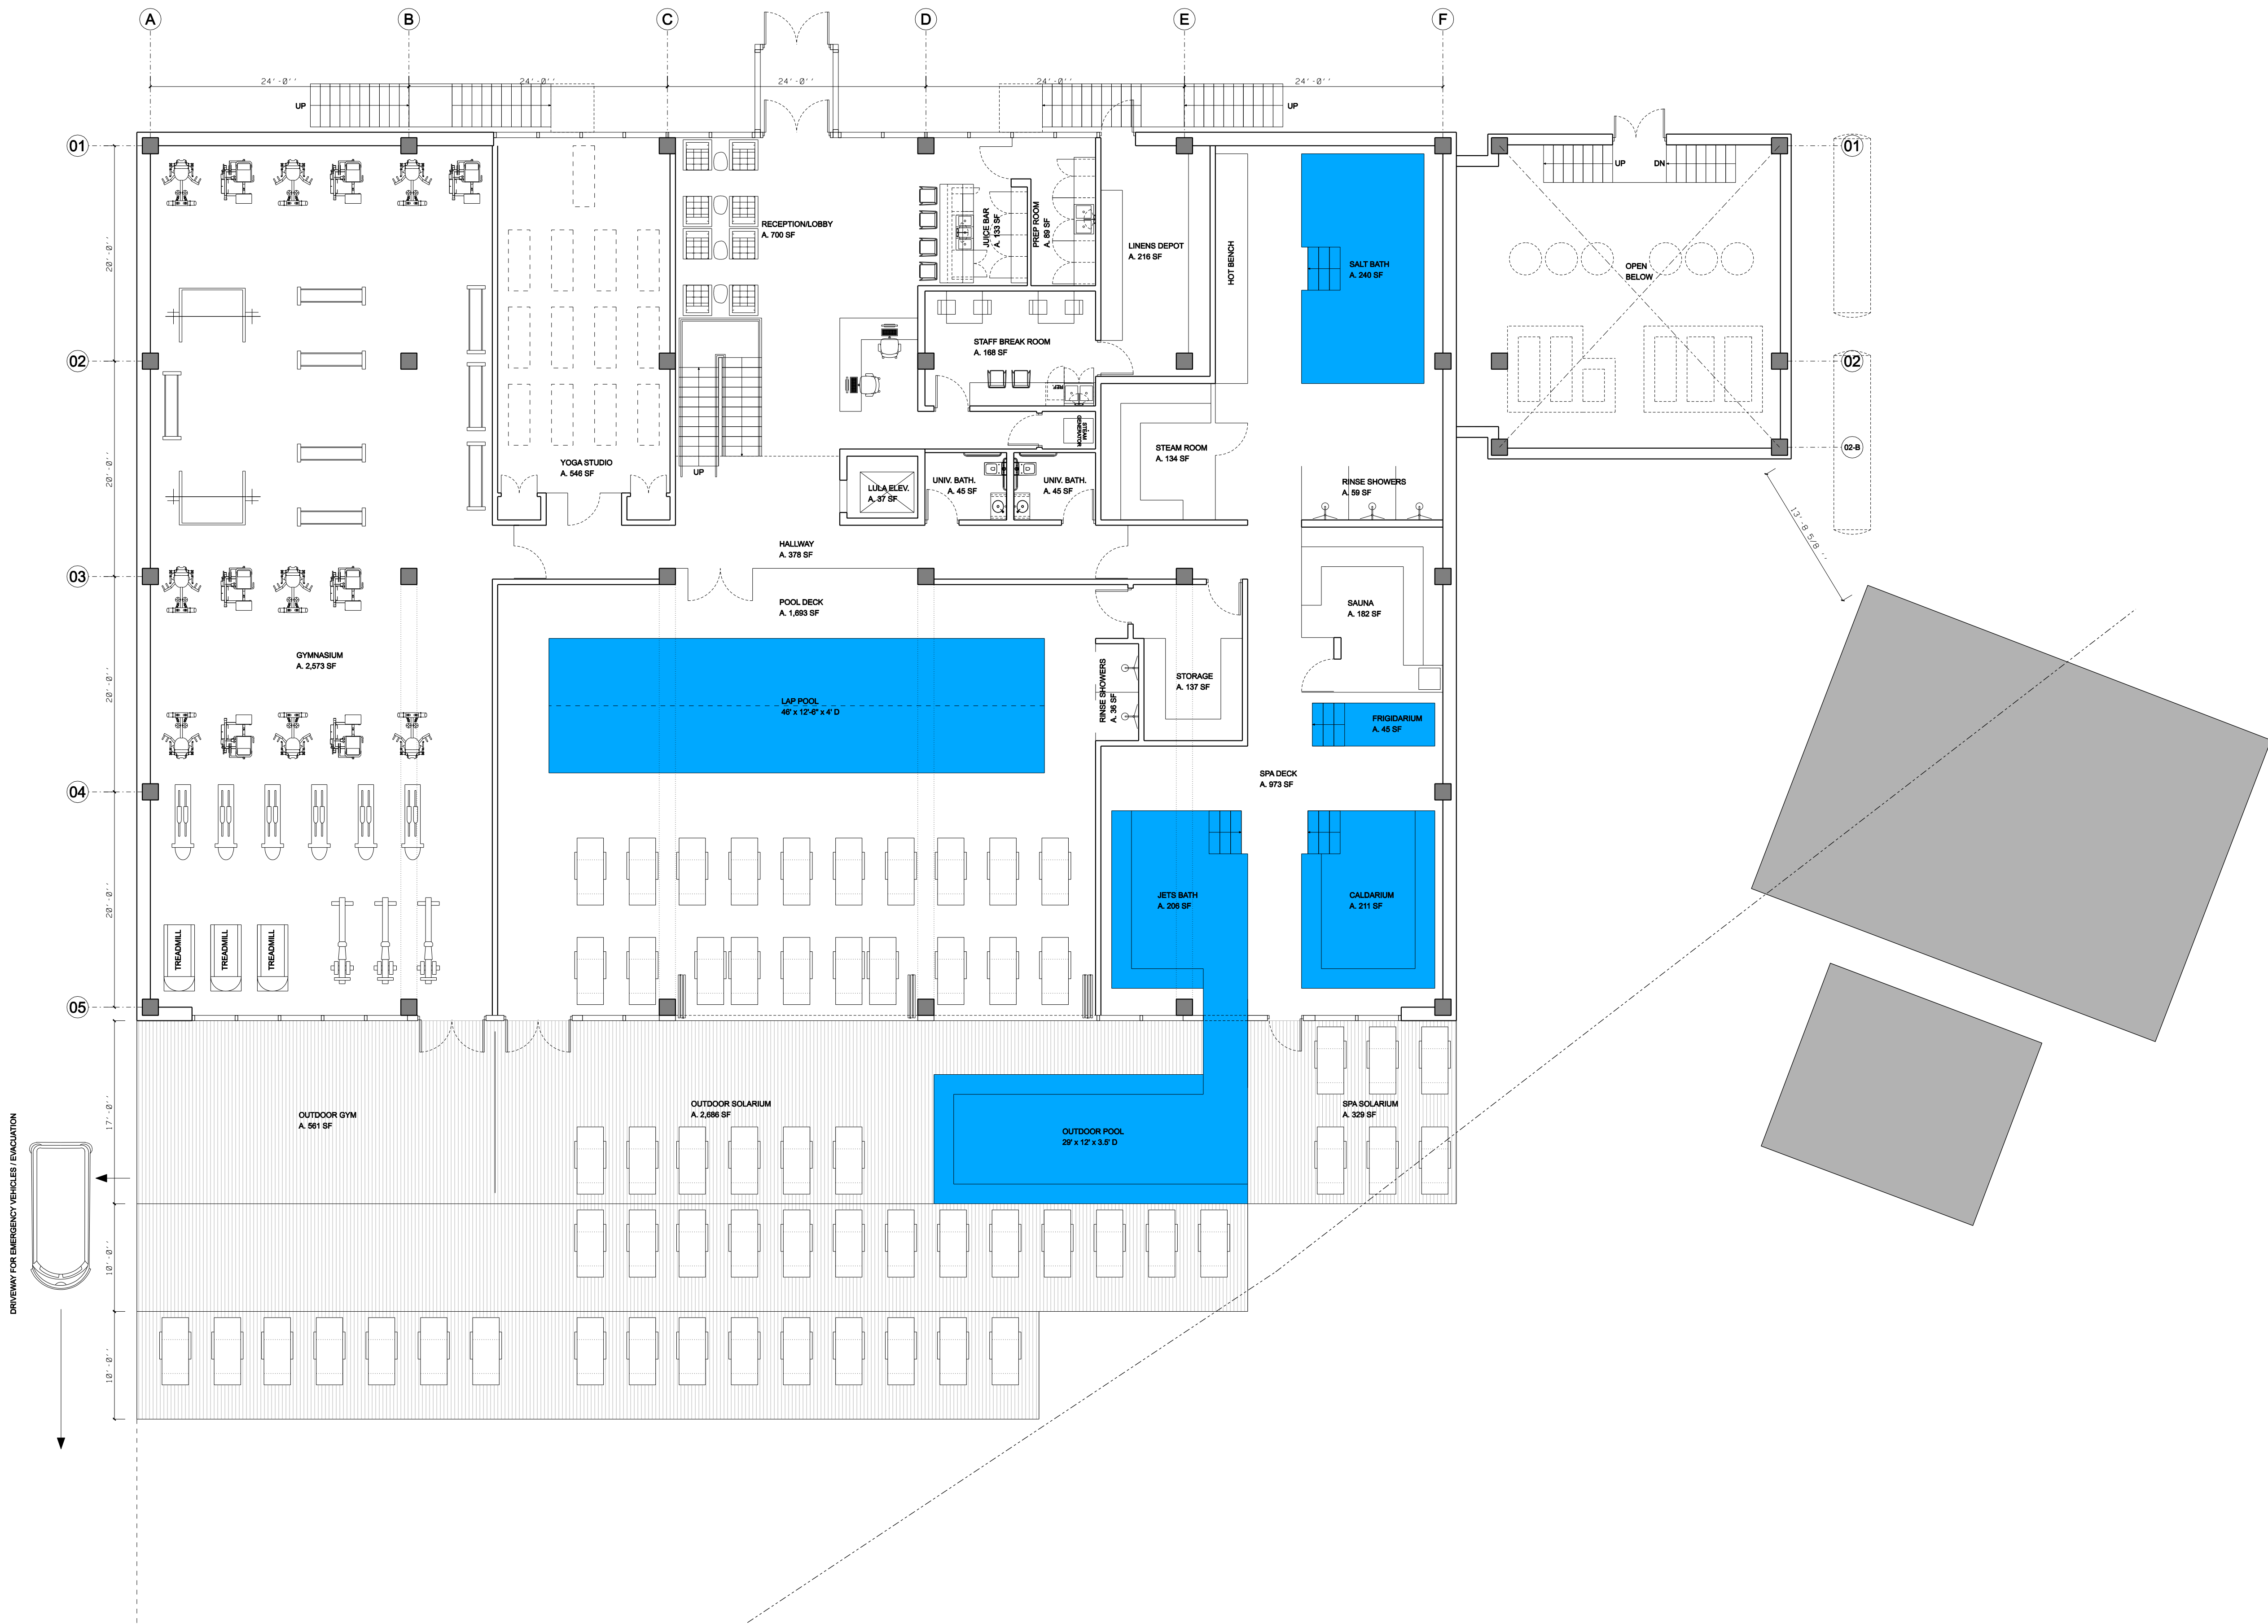 A
B
C
D
E
F
24'-0''
24'-0''
24'-0''
24'-0''
24'-0''
UP
UP
01
01
UP
DN
RECEPTION/LOBBY
A. 700 SF
JUICE BAR
A. 133 SF
PREP ROOM
A. 89 SF
LINENS DEPOT
A. 216 SF
HOT BENCH
SALT BATH
A. 240 SF
OPEN
BELOW
20'-0''
02
02
STAFF BREAK ROOM
A. 168 SF
REF.
STEAM
GENERATOR
STEAM ROOM
A. 134 SF
02-B
YOGA STUDIO
A. 546 SF
UP
LULA ELEV.
A. 37 SF
UNIV. BATH.
A. 45 SF
UNIV. BATH.
A. 45 SF
RINSE SHOWERS
A. 59 SF
20'-0''
13'-8 5/8 ''
HALLWAY
A. 378 SF
03
POOL DECK
A. 1,693 SF
SAUNA
A. 182 SF
GYMNASIUM
A. 2,573 SF
20'-0''
LAP POOL
46' x 12'-6" x 4' D
RINSE SHOWERS
A. 36 SF
STORAGE
A. 137 SF
FRIGIDARIUM
A. 45 SF
04
SPA DECK
A. 973 SF
20'-0''
JETS BATH
A. 206 SF
CALDARIUM
A. 211 SF
TREADMILL
TREADMILL
TREADMILL
05
17'-0''
OUTDOOR GYM
A. 561 SF
OUTDOOR SOLARIUM
A. 2,686 SF
OUTDOOR POOL
29' x 12' x 3.5' D
SPA SOLARIUM
A. 329 SF
DRIVEWAY FOR EMERGENCY VEHICLES / EVACUATION
10'-0''
10'-0''